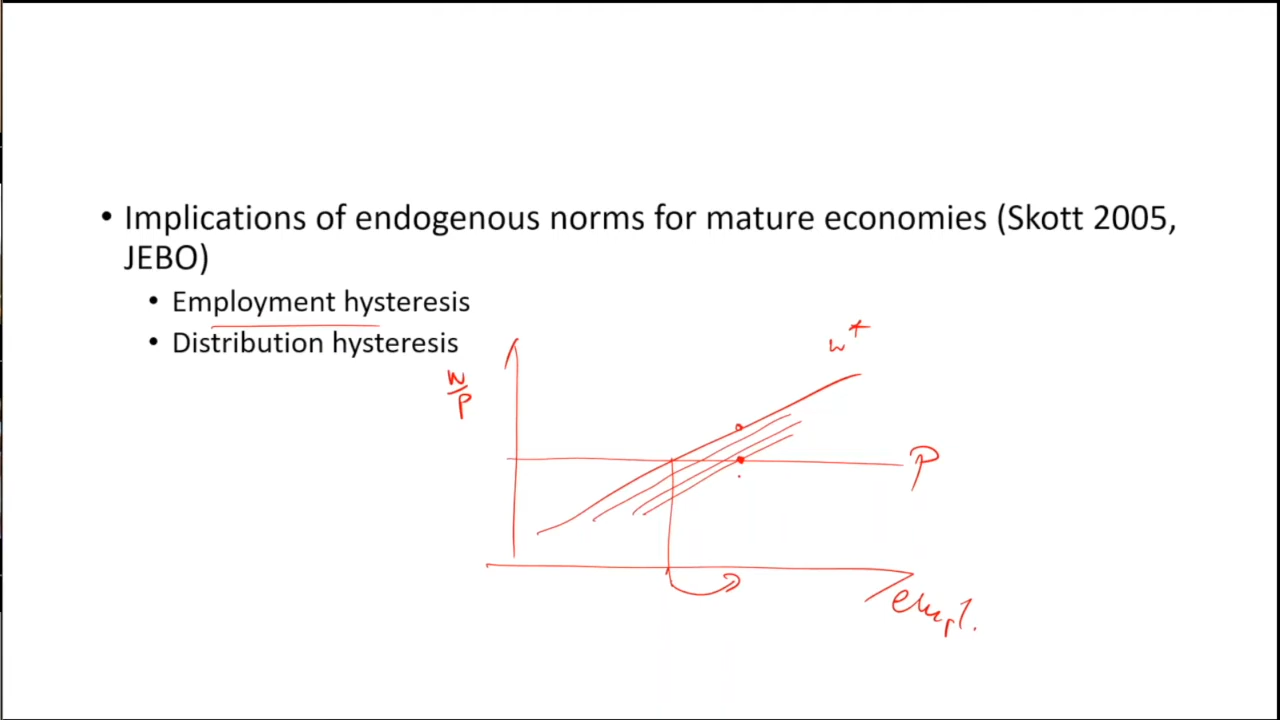 • Implications of endogenous norms for mature economies (Skott 2005,
JEBO)
• Employment hysteresis
• Distribution hysteresis
w*
w
P
P
empl.